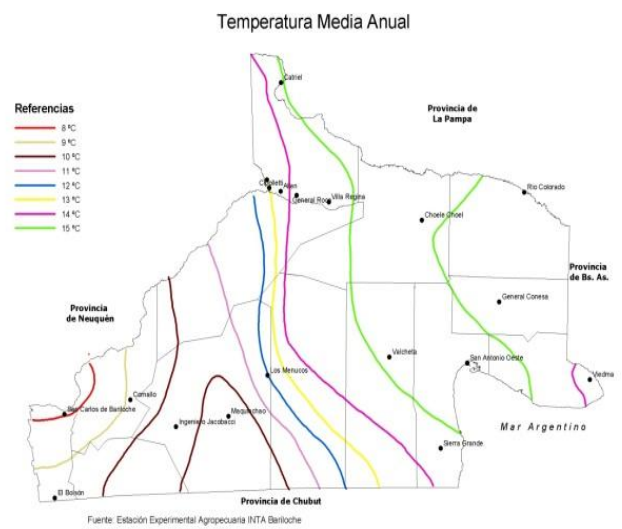 Temperatura Media Anual
Catriel
Provincia de
La Pampa
Referencias
8 ºC
9 ºC
10 ºC
11 ºC
12 ºC
13 ºC
14 ºC
15 ºC
Allen
General Roca
Villa Regina
Rio Colorado
Choele Choel
Provincia
de Bs. As.
General Conesa
Provincia
de Neuquén
Valcheta
San Antonio Oeste
Viedma
Los Menucos
Comallo
San Carlos de Bariloche
Maquinchao
Ingeniero Jacobacci
Mar Argentino
Sierra Grande
El Bolsón
Provincia de Chubut
Fuente: Estación Experimental Agropecuaria INTA Bariloche